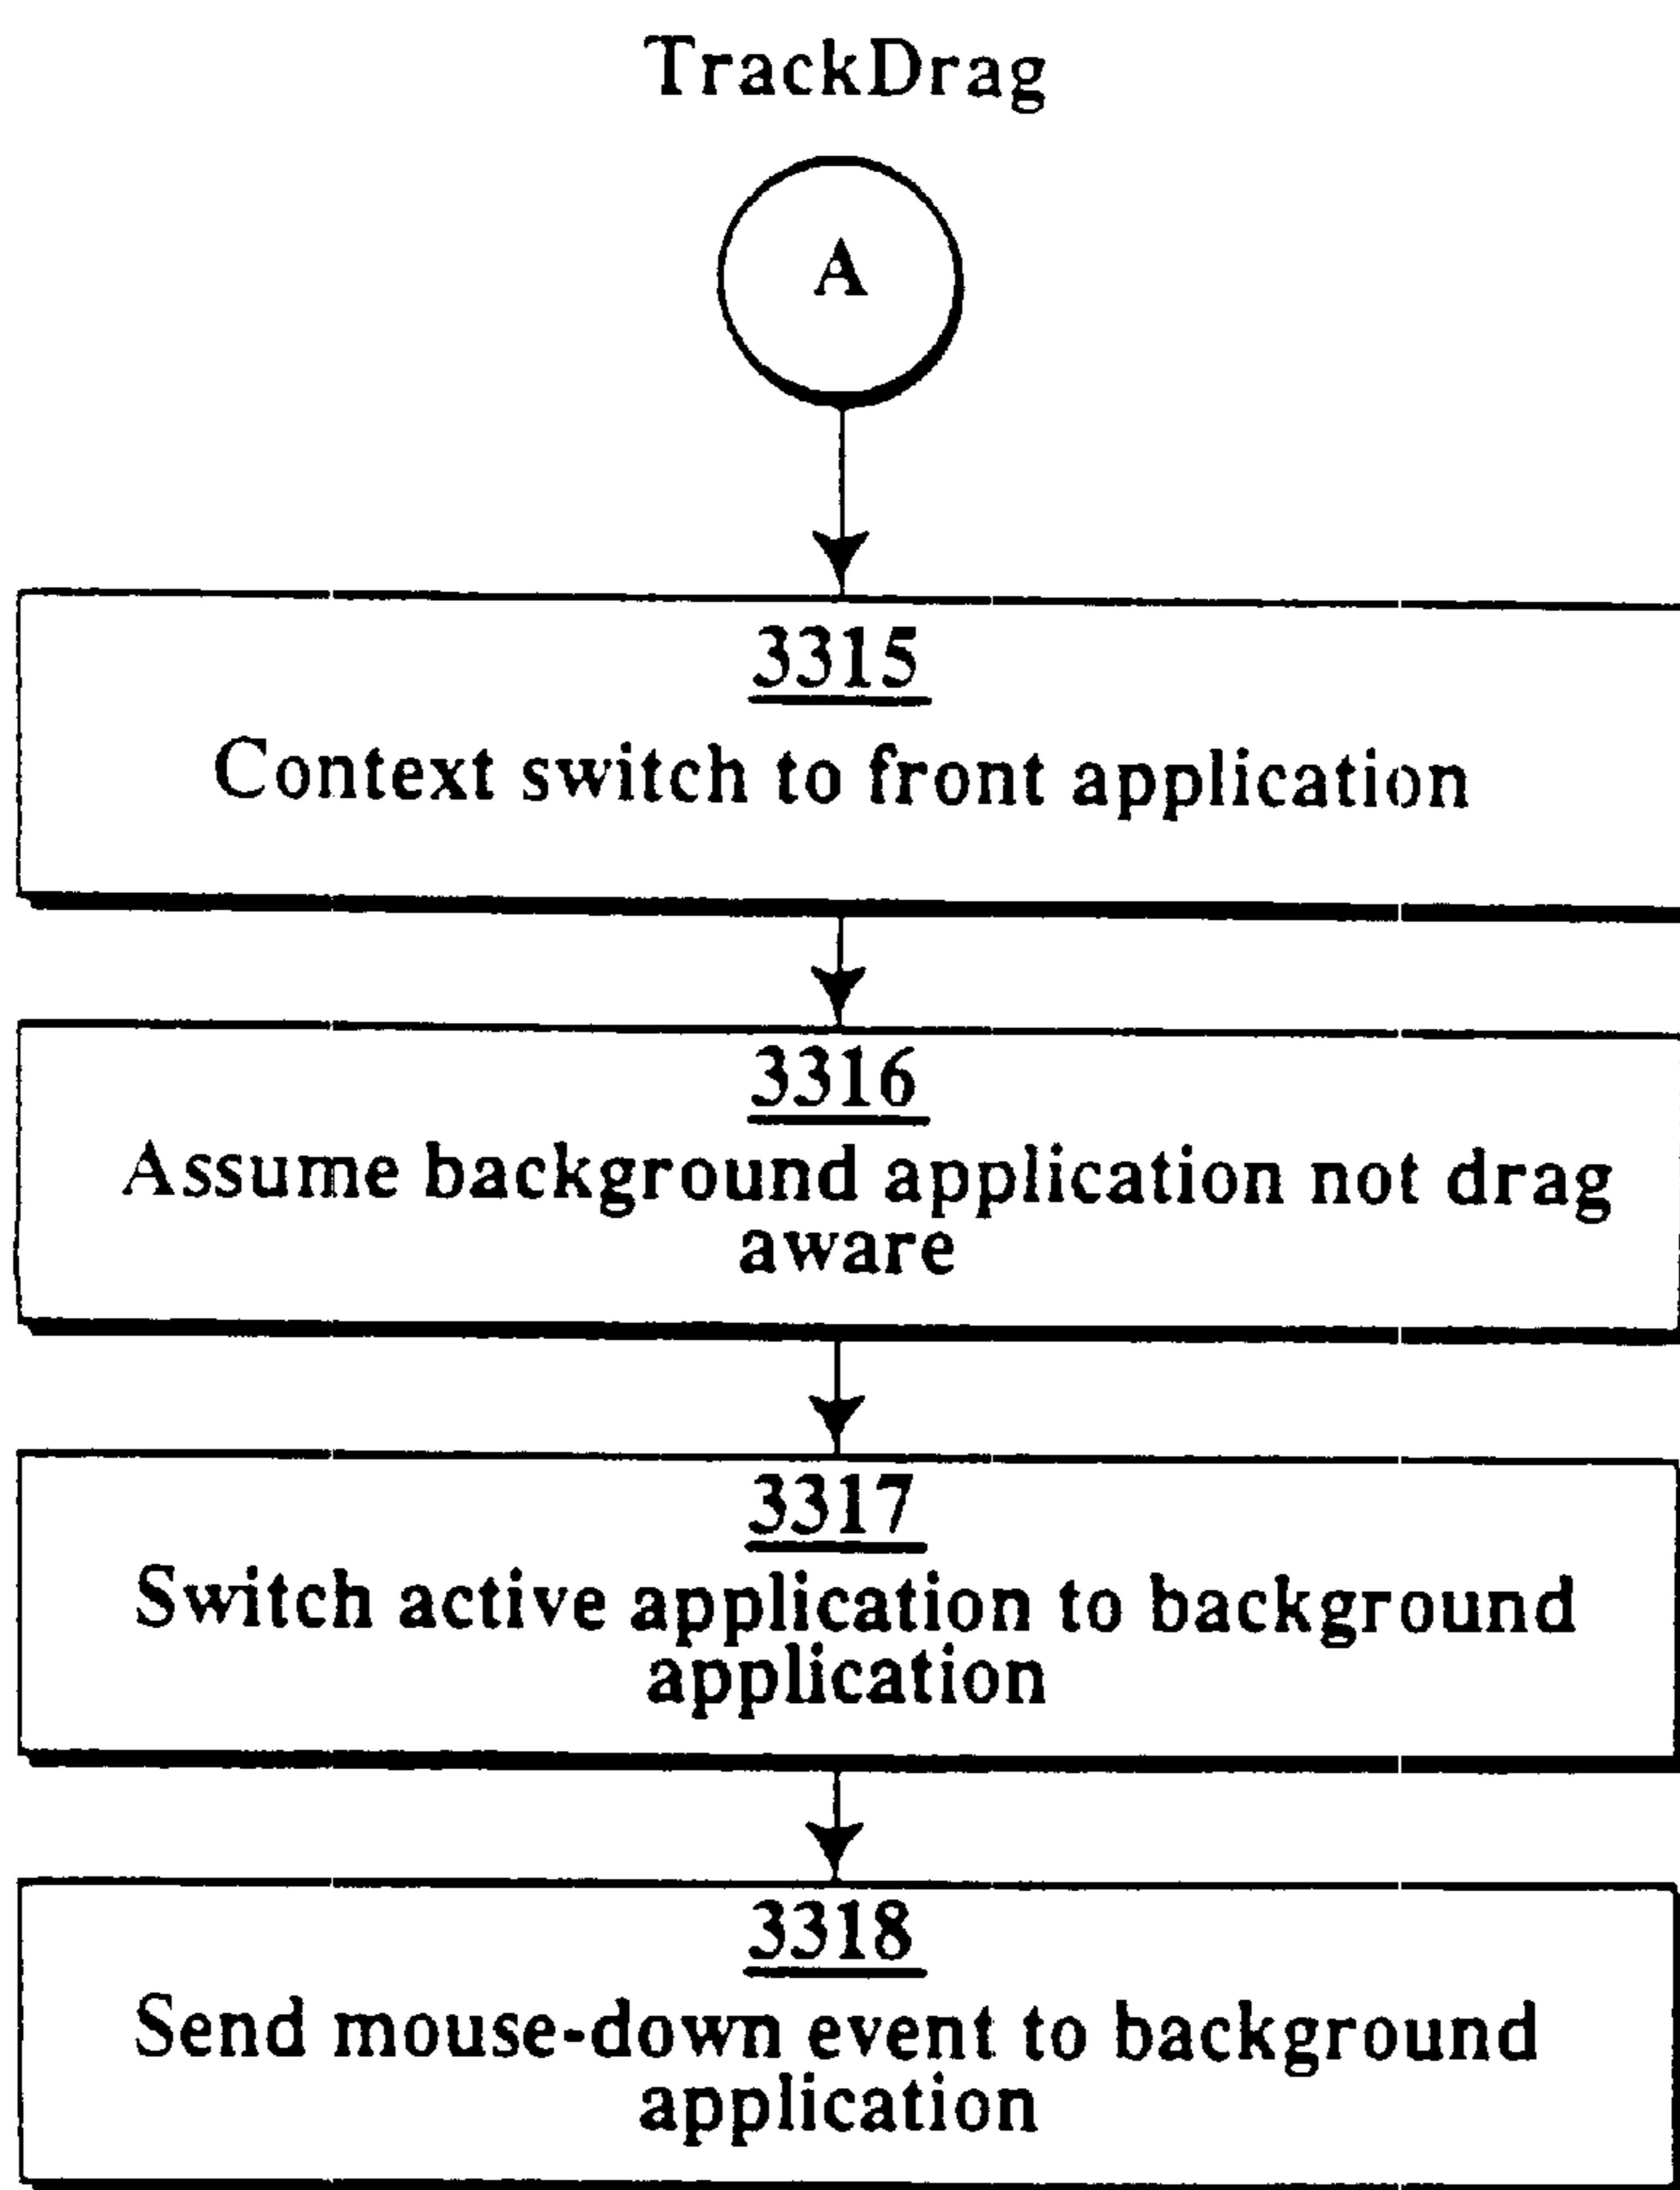 TrackDrag
A
3315
Context switch to front application
3316
Assume background application not drag
aware
3317
Switch active application to background
application
3318
Send mouse-down event to background
application